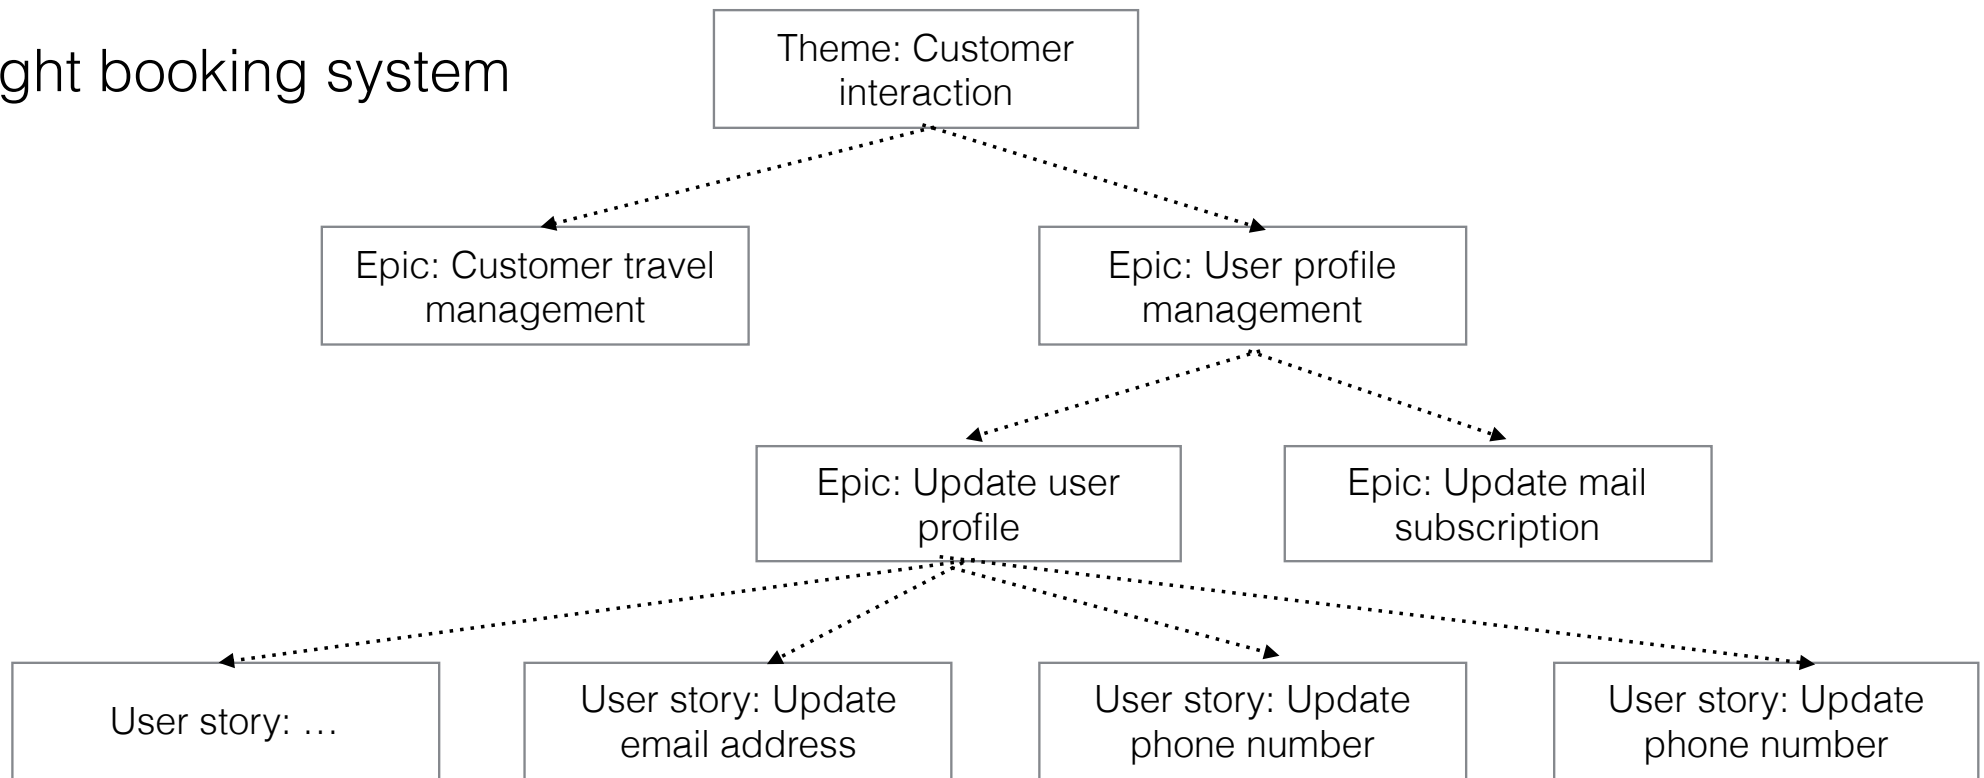 ght booking system
Theme: Customer
interaction
Epic: Customer travel
management
Epic: User profile
management
Epic: Update user
profile
Epic: Update mail
subscription
User story: …
User story: Update
email address
User story: Update
phone number
User story: Update
phone number